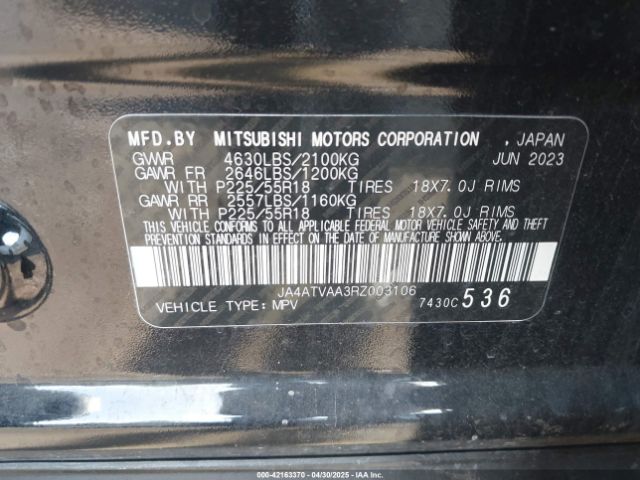 MFD.BY MITSUBISHI MOTORS CORPORATION , JAPAN
GVWR 4630LBS/2100KG JUN 2023
GAWR FR 2646LBS/1200KG
WITH P225/55R18 TIRES 18X7.0J RIMS
GAWR RR 2557LBS/1160KG
WITH P225/55R18 TIRES 18X7.0J RIMS
THIS VEHICLE CONFORMS TO ALL APPLICABLE FEDERAL MOTOR VEHICLE SAFETY AND THEFT
PREVENTION STANDARDS IN EFFECT ON THE DATE OF MANUFACTURE SHOWN ABOVE.
JA4ATVAA3RZ003106
VEHICLE TYPE: MPV 7430C 536
000-42163370 - 04/30/2025 - IAAI.COM